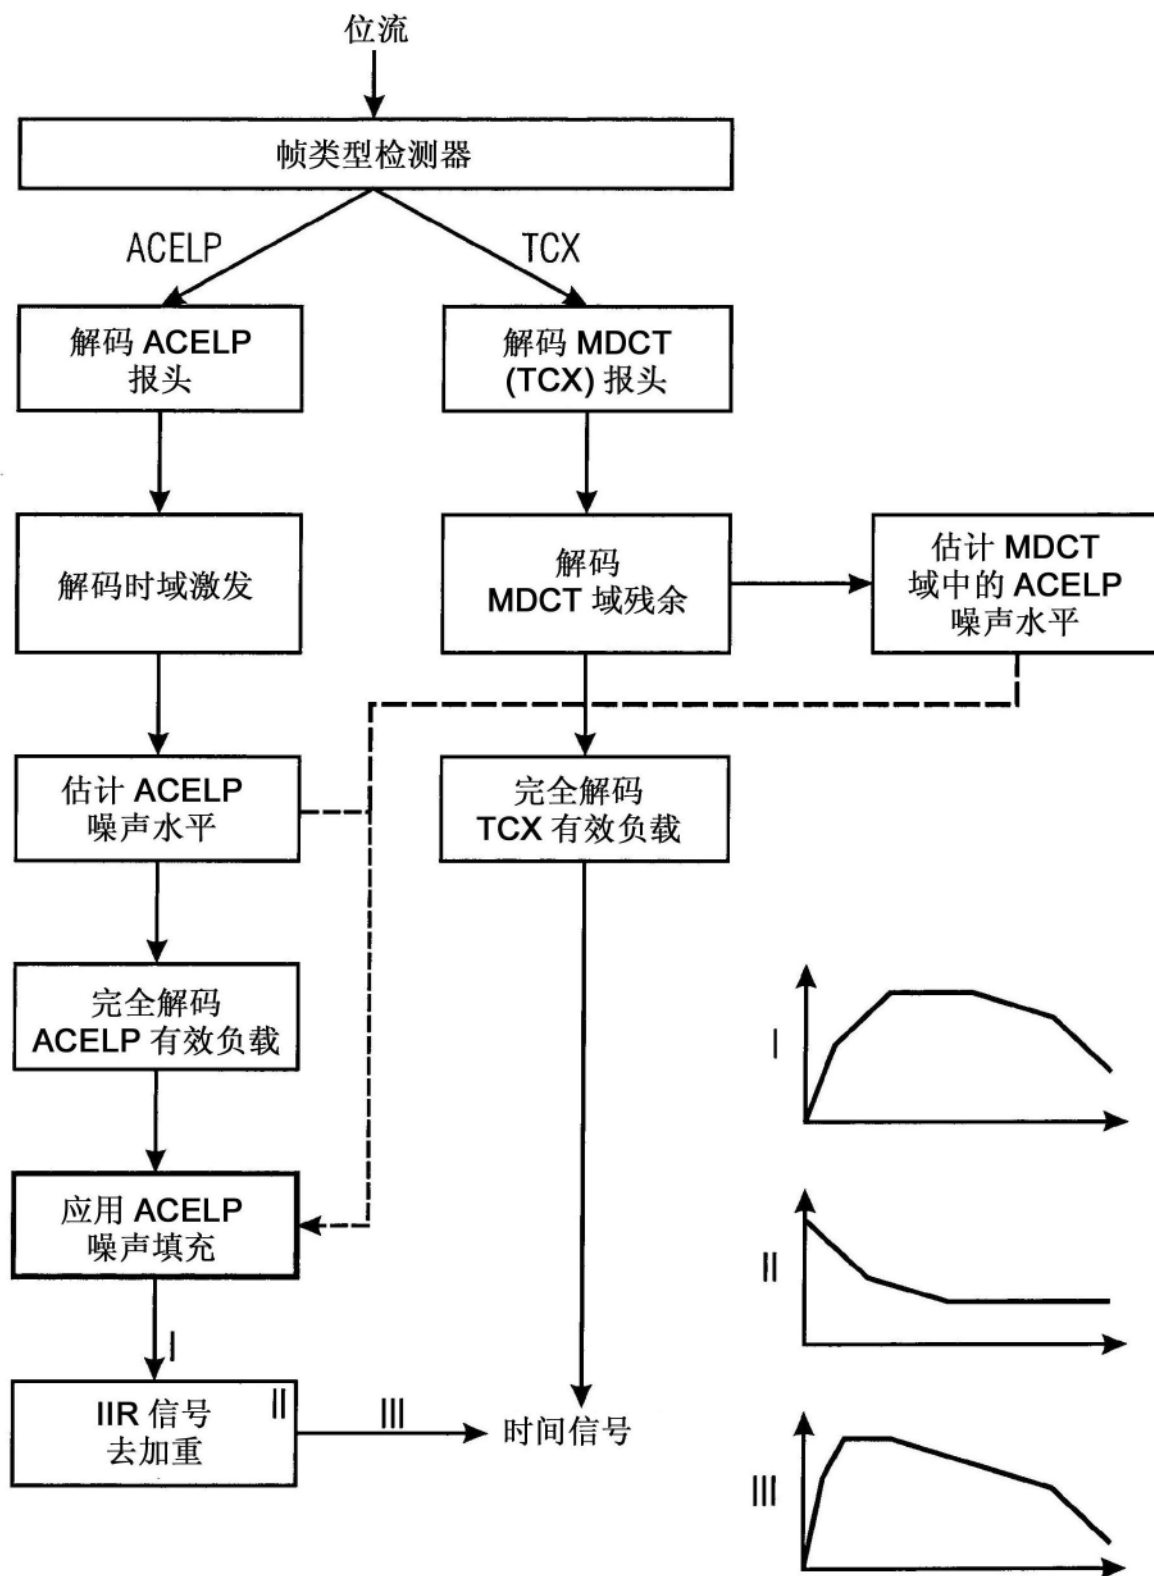 位流
帧类型检测器
ACELP
TCX
解码 ACELP
报头
解码 MDCT
(TCX) 报头
解码时域激发
解码
MDCT 域残余
估计 MDCT
域中的 ACELP
噪声水平
估计 ACELP
噪声水平
完全解码
TCX 有效负载
完全解码
ACELP 有效负载
应用 ACELP
噪声填充
I
IIR 信号
去加重
II
III
时间信号
I
II
III